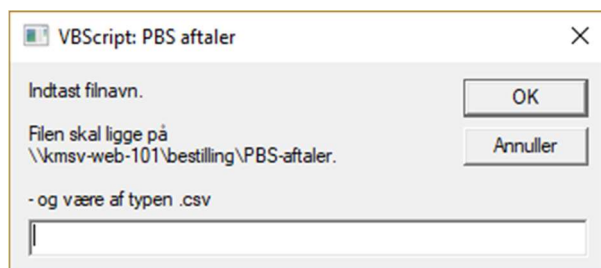 VBScript: PBS aftaler
Indtast filnavn.
OK
Filen skal ligge på
\\kmsv-web-101\bestilling\PBS-aftaler.
Annuller
- og være af typen .csv